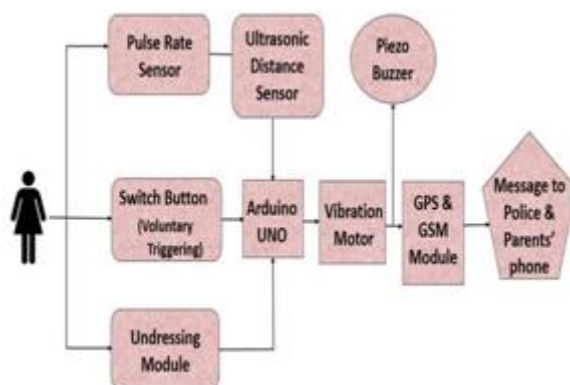 Pulse Rate
Sensor
Ultrasonic
Distance
Sensor
Piezo
Buzzer
Switch Button
(Voluntary
Triggering)
Arduino
UNO
Vibration
Motor
GPS &
GSM
Module
Message to
Police &
Parents'
phone
Undressing
Module